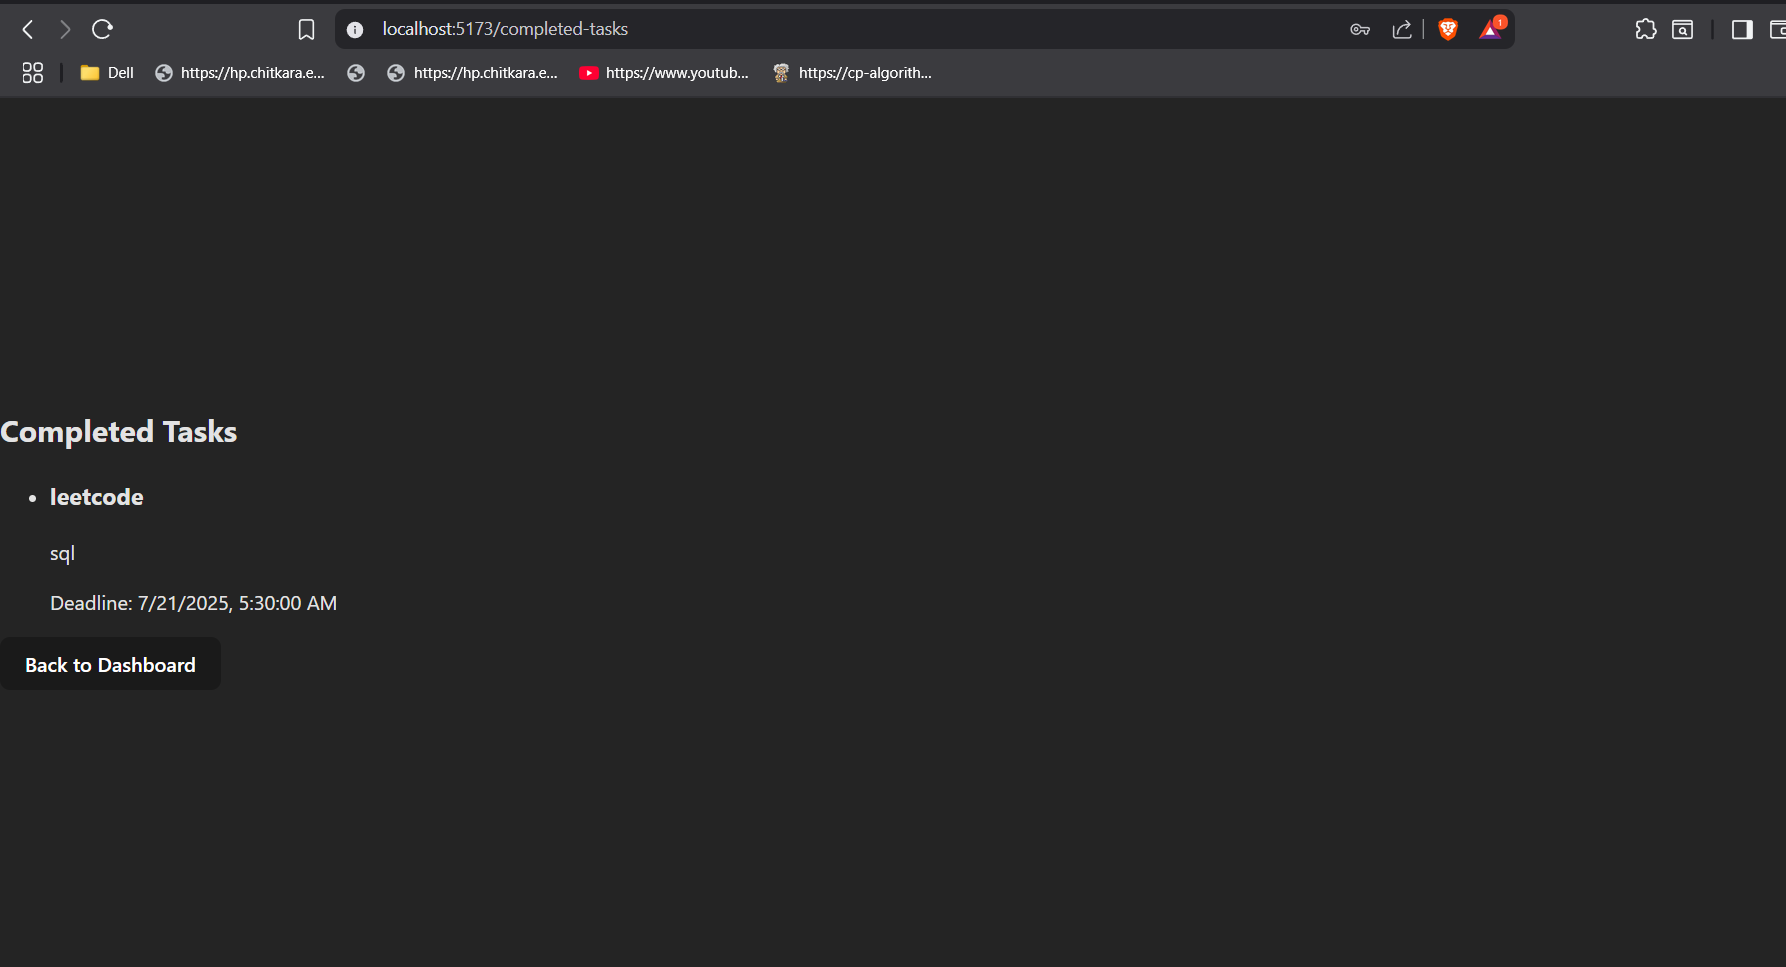 localhost:5173/completed-tasks
1
Dell https://hp.chitkara.e... https://hp.chitkara.e... https://www.youtub... https://cp-algorith...
Completed Tasks
• leetcode
sql
Deadline: 7/21/2025, 5:30:00 AM
Back to Dashboard